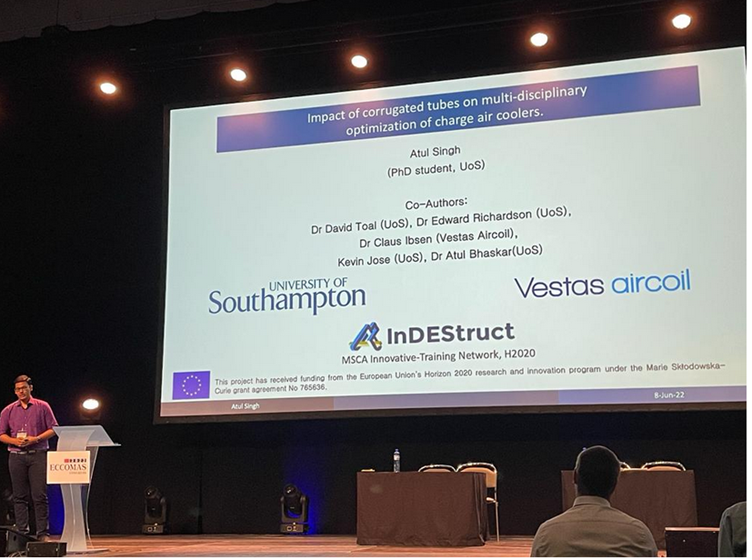 Impact of corrugated tubes on multi-disciplinary
optimization of charge air coolers.
Atul Singh
(PhD student, UoS)
Co-Authors:
Dr David Toal (UoS), Dr Edward Richardson (UoS),
Dr Claus Ibsen (Vestas Aircoil),
Kevin Jose (UoS), Dr Atul Bhaskar(UoS)
UNIVERSITY OF
Southampton
Vestas aircoil
InDEStruct
MSCA Innovative-Training Network, H2020
This project has received funding from the European Union's Horizon 2020 research and innovation program under the Marie Skłodowska-
Curie grant agreement No 765636.
Atul Singh
8-Jun-22
ECCOMAS